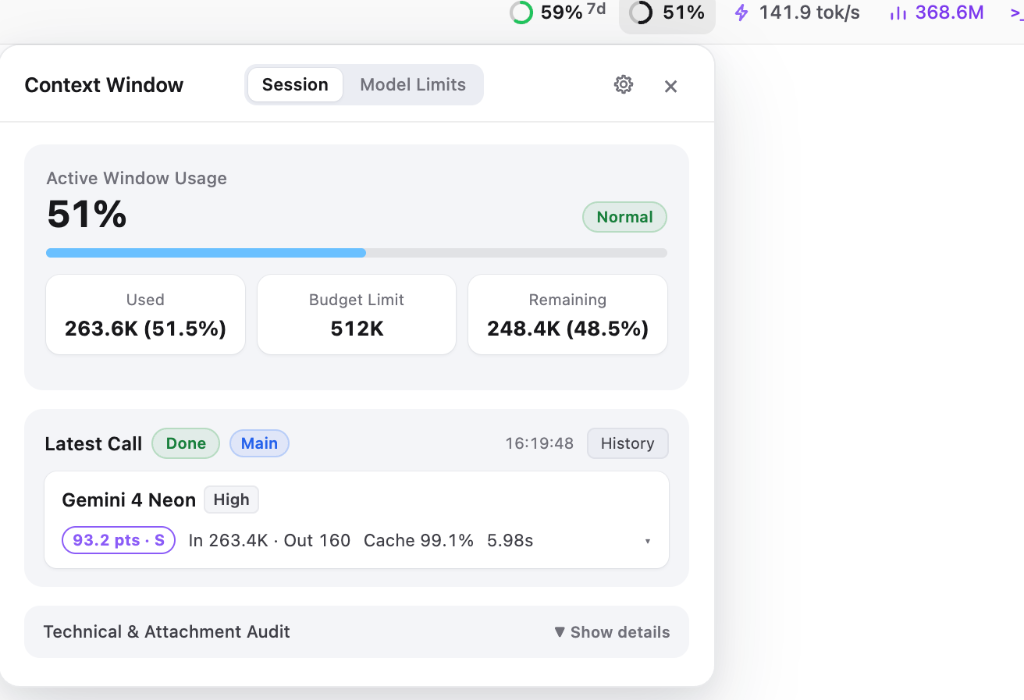 59% 7d 51% 141.9 tok/s 368.6M >_
Context Window Session Model Limits
Active Window Usage
51%
Normal
Used Budget Limit Remaining
263.6K (51.5%) 512K 248.4K (48.5%)
Latest Call Done Main 16:19:48 History
Gemini 4 Neon High
93.2 pts · S In 263.4K · Out 160 Cache 99.1% 5.98s
Technical & Attachment Audit ▼ Show details